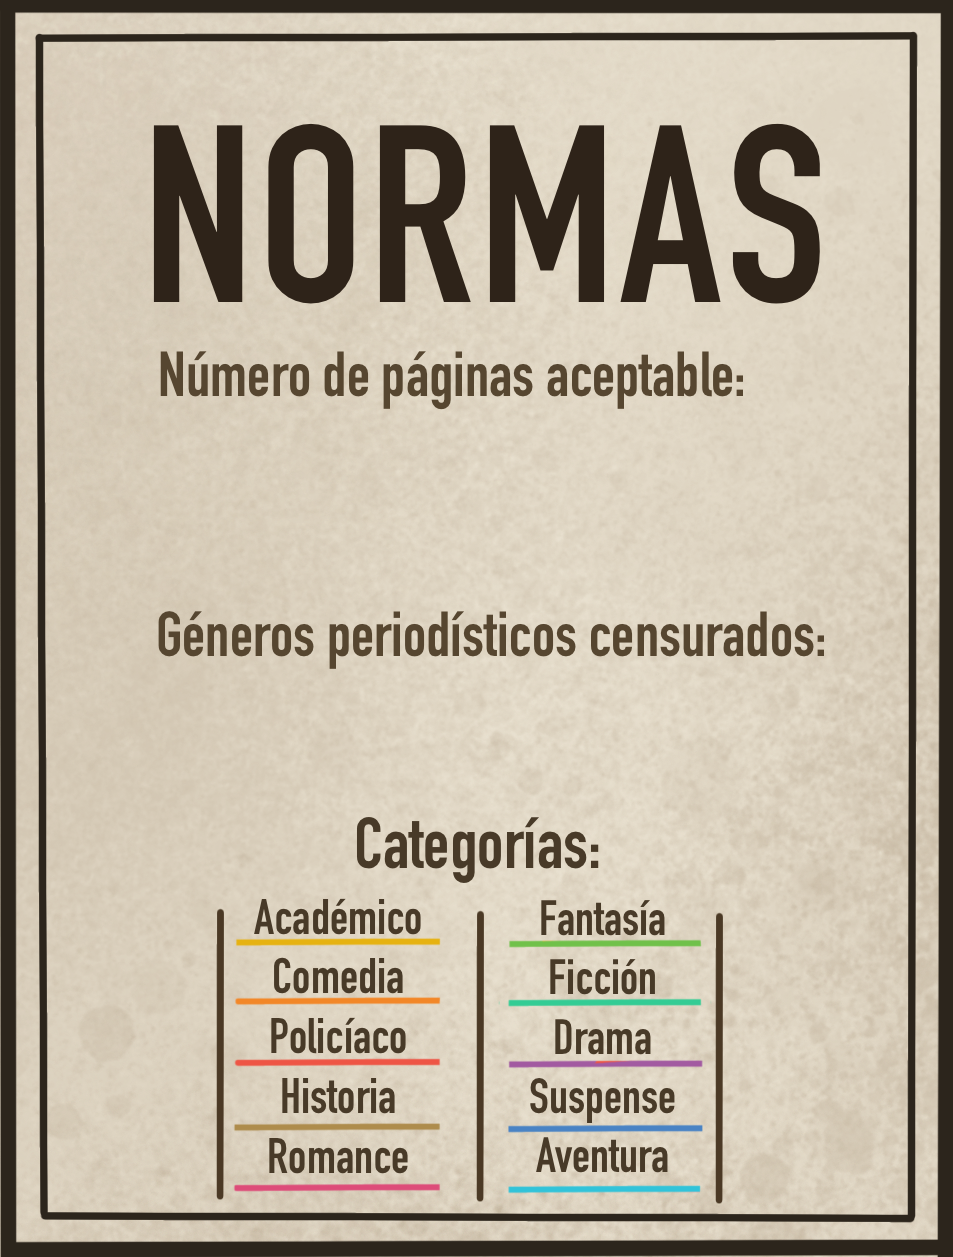 NORMAS
Número de páginas aceptable:
Géneros periodísticos censurados:
Categorías:
Académico
Comedia
Policíaco
Historia
Romance
Fantasía
Ficción
Drama
Suspense
Aventura